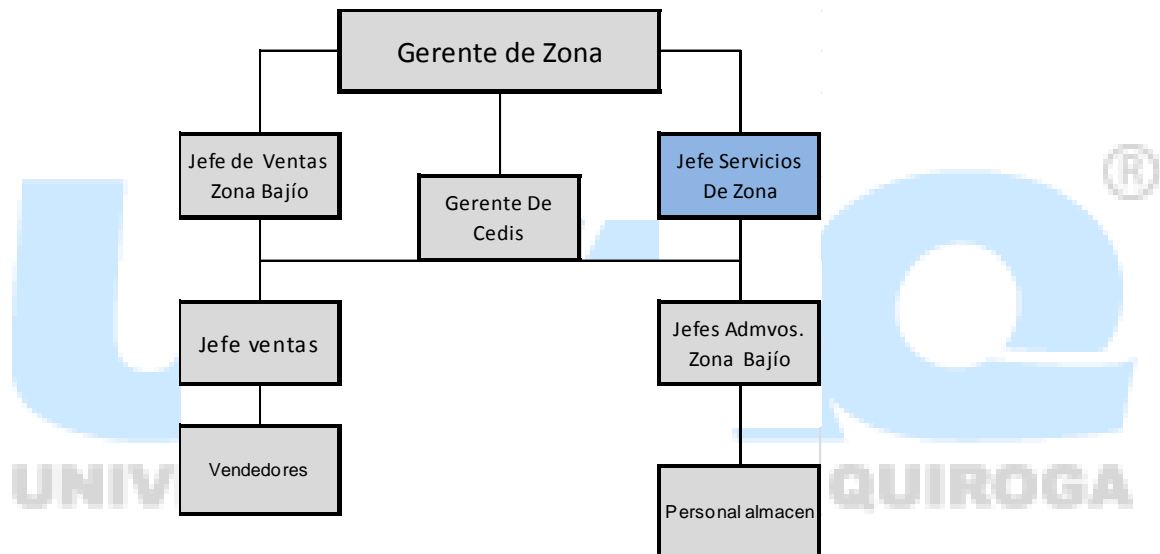 Gerente de Zona
Jefe de Ventas
Zona Bajío
Jefe Servicios
De Zona
Gerente De
Cedis
®
Jefe ventas
Jefes Admvos.
Zona Bajío
Vendedores
Personal almacen
UNIV
QUIROGA